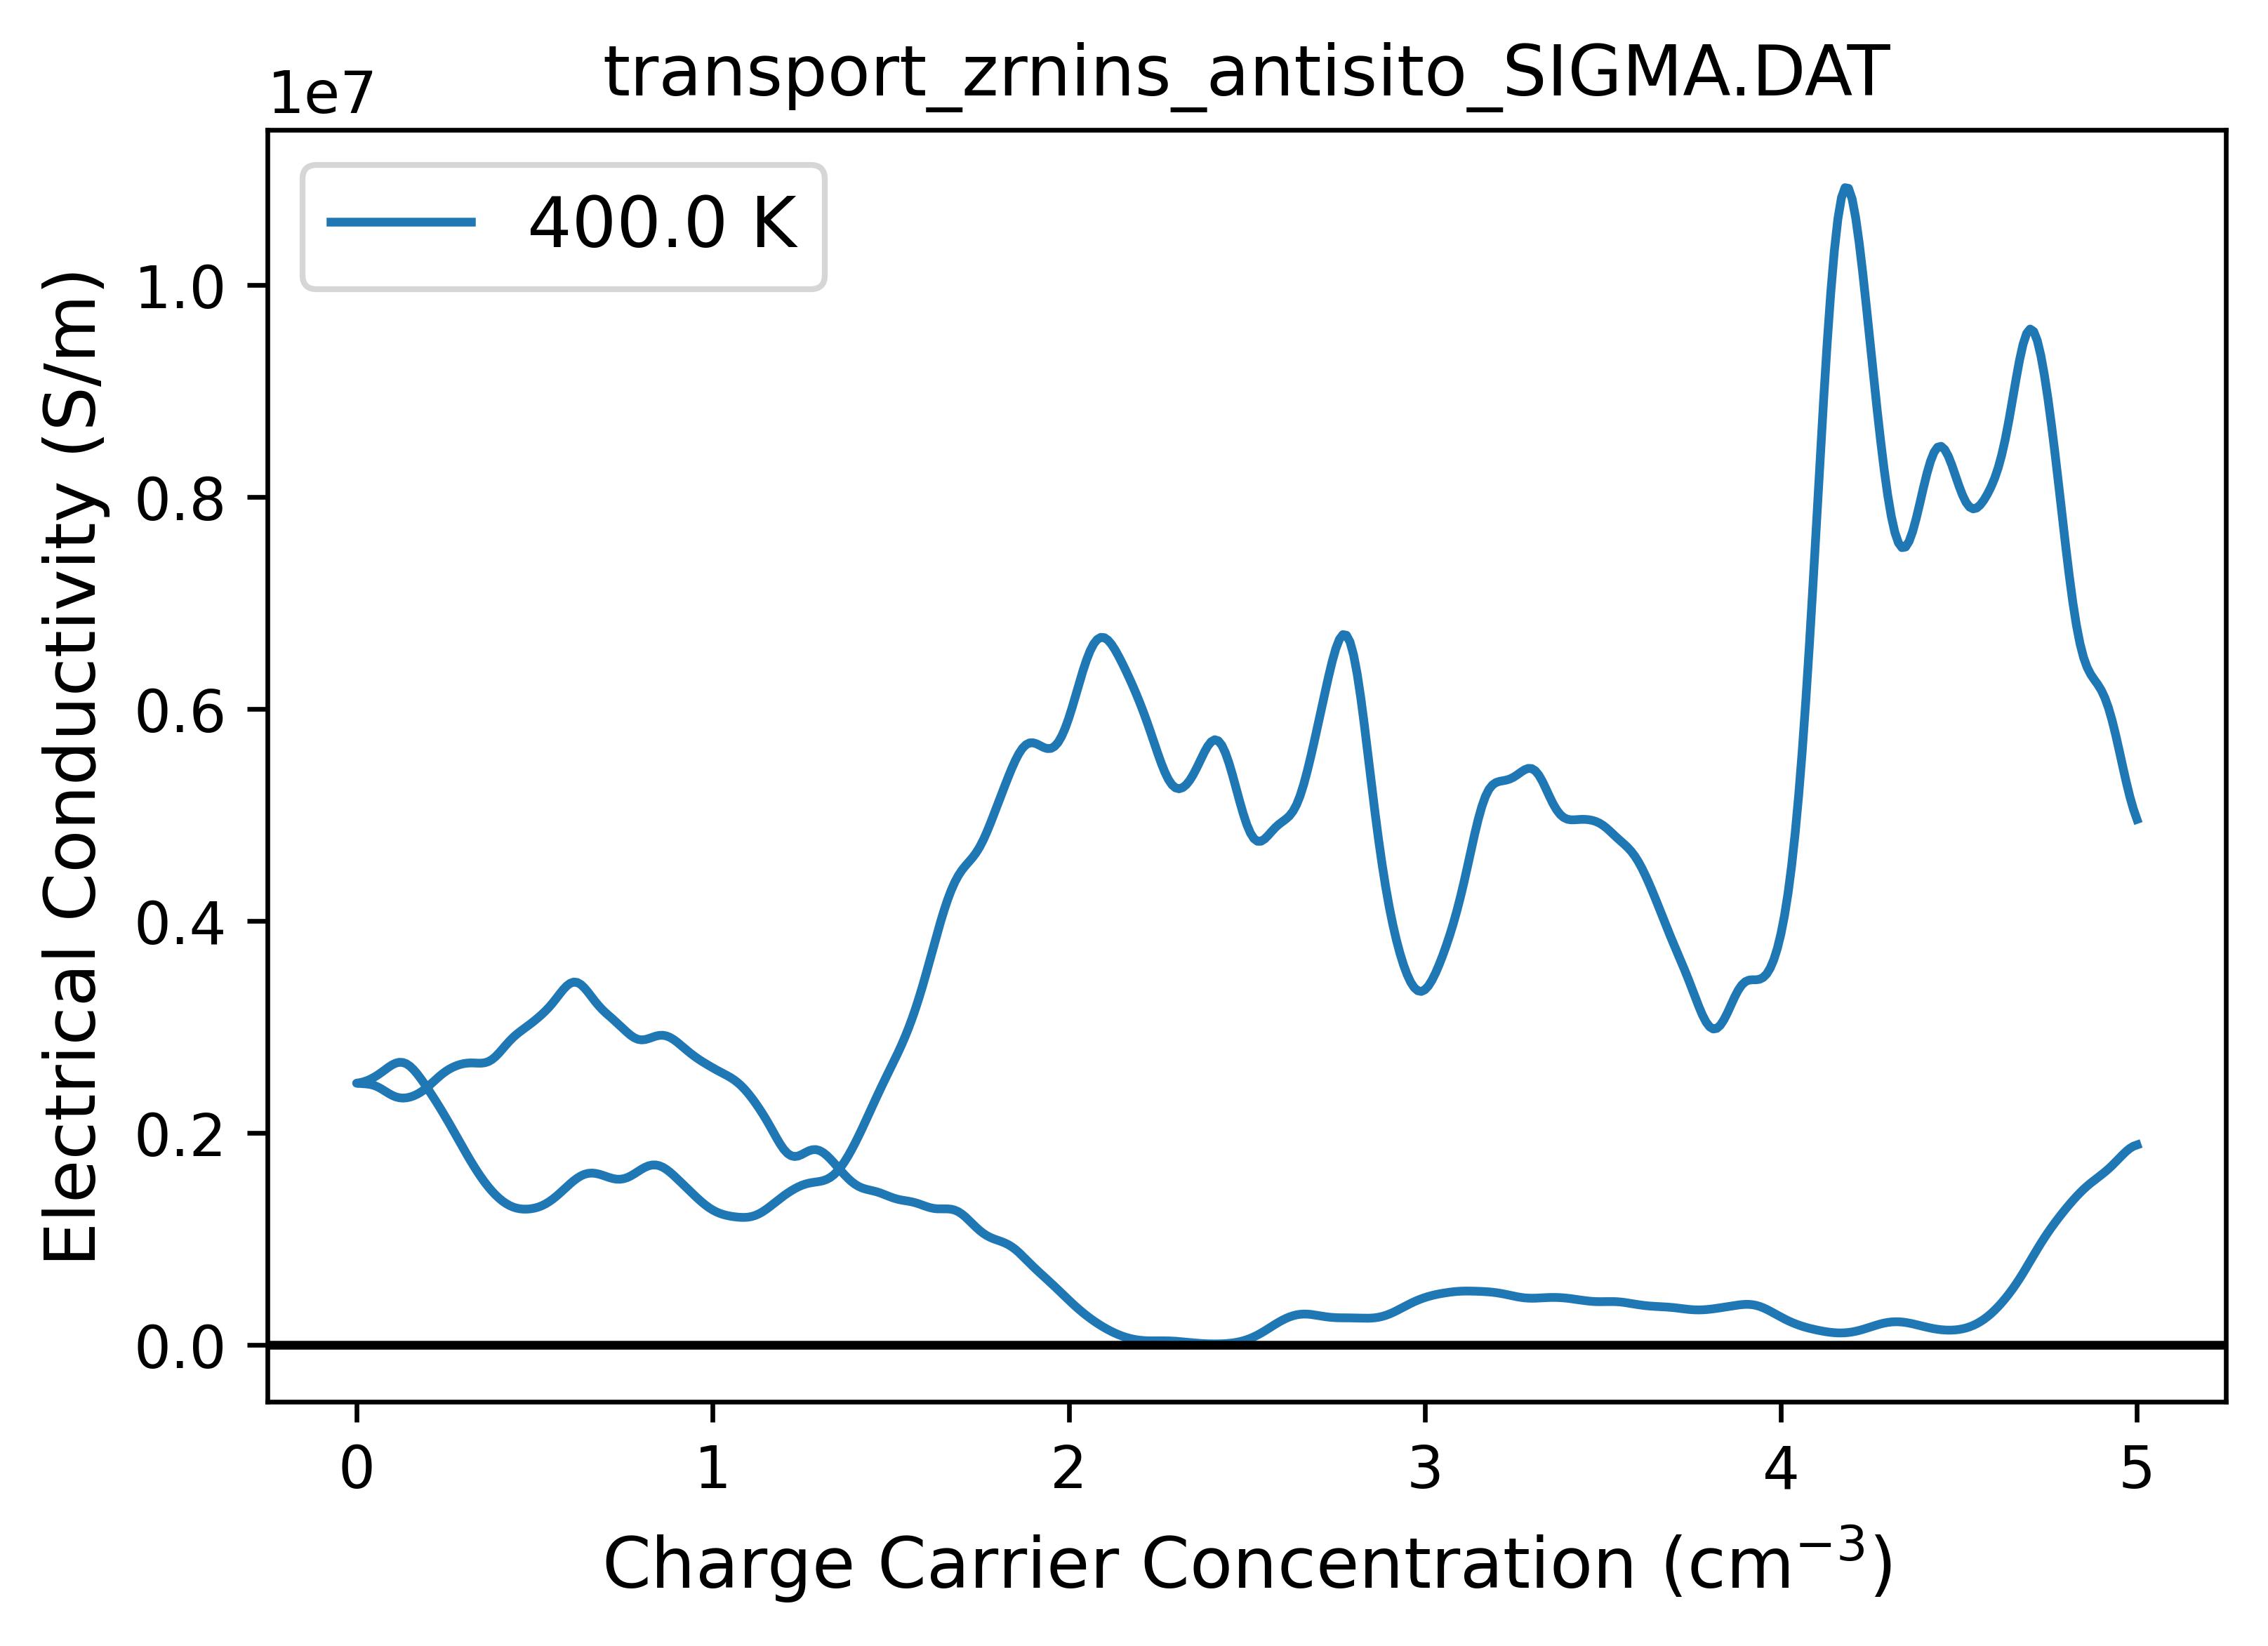 transport_zrnins_antisito_SIGMA.DAT
1e7
400.0 K
1.0
0.8
0.6
0.4
0.2
0.0
Electrical Conductivity (S/m)
0 1 2 3 4 5
Charge Carrier Concentration (cm⁻³)